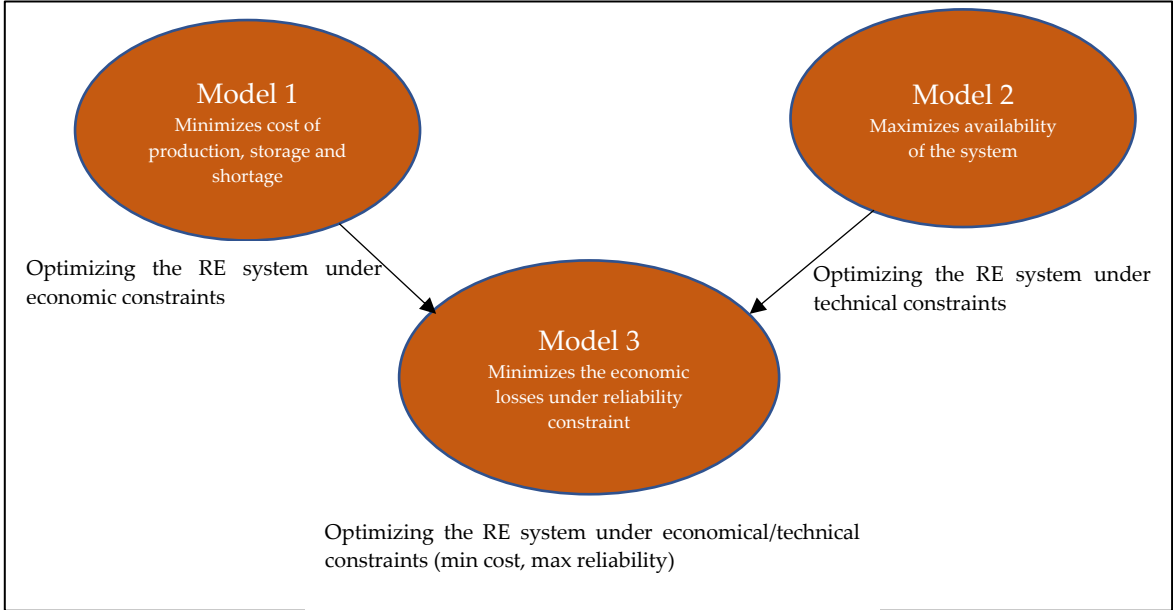 Model 1
Minimizes cost of
production, storage and
shortage
Model 2
Maximizes availability
of the system
Optimizing the RE system under
economic constraints
Optimizing the RE system under
technical constraints
Model 3
Minimizes the economic
losses under reliability
constraint
Optimizing the RE system under economical/technical
constraints (min cost, max reliability)